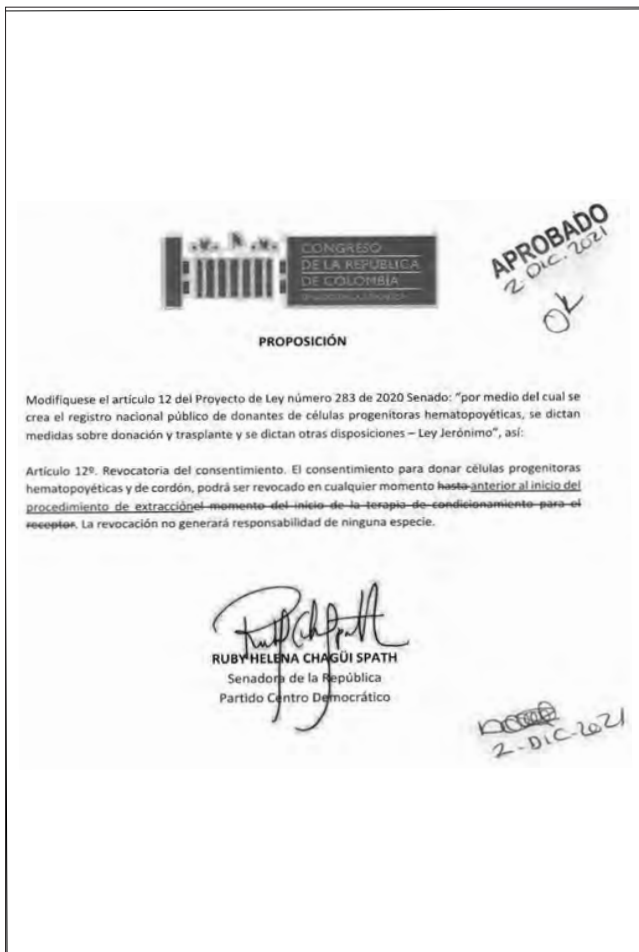 CONGRESO
DE LA REPÚBLICA
DE COLOMBIA
APROBADO
2 DIC. 2021
OK
PROPOSICIÓN
Modifíquese el artículo 12 del Proyecto de Ley número 283 de 2020 Senado: "por medio del cual se
crea el registro nacional público de donantes de células progenitoras hematopoyéticas, se dictan
medidas sobre donación y trasplante y se dictan otras disposiciones – Ley Jerónimo", así:
Artículo 12º. Revocatoria del consentimiento. El consentimiento para donar células progenitoras
hematopoyéticas y de cordón, podrá ser revocado en cualquier momento hasta anterior al inicio del
procedimiento de extracciónel momento del inicio de la terapia de condicionamiento para el
receptor. La revocación no generará responsabilidad de ninguna especie.
RUBY HELENA CHAGÜI SPATH
Senadora de la República
Partido Centro Democrático
2-DIC-2021